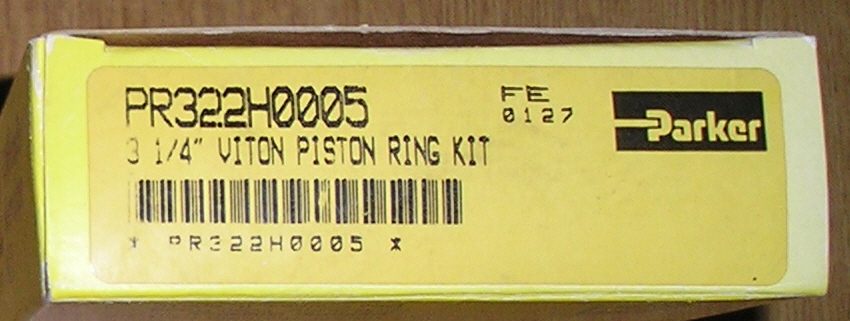 PR322H0005
3 1/4" VITON PISTON RING KIT
* PR322H0005 *
FE
0127
Parker